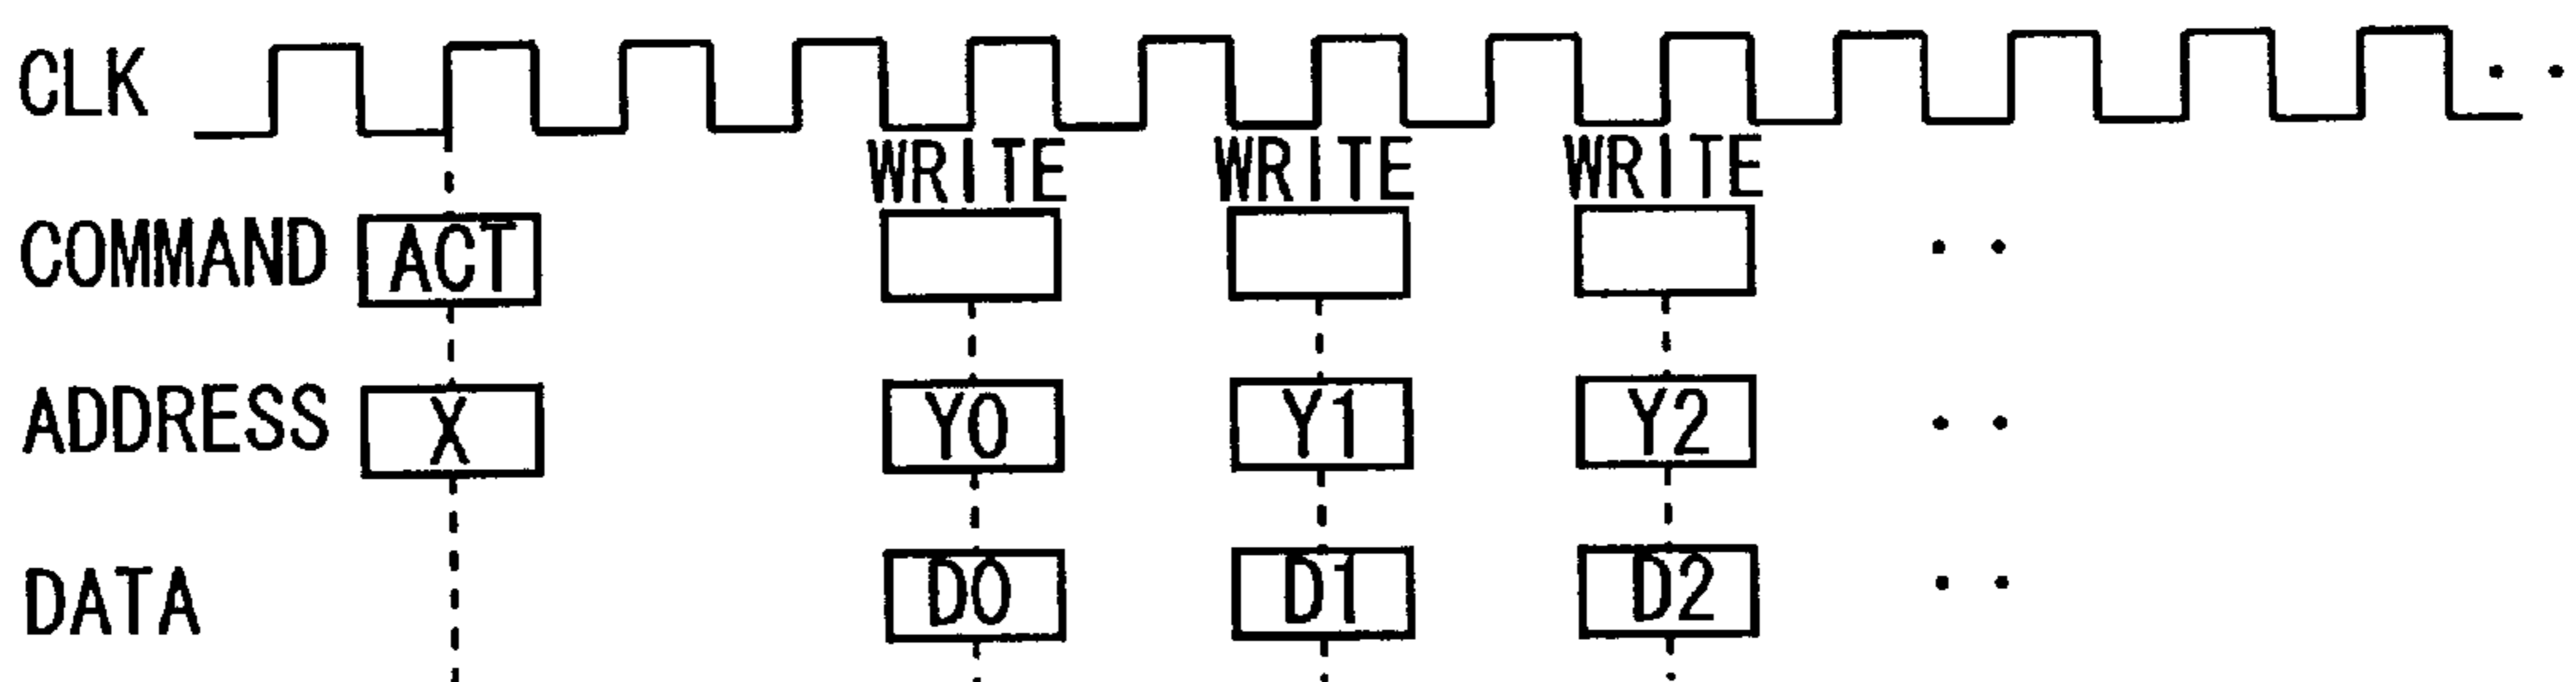 CLK
WRITE WRITE WRITE
COMMAND ACT
ADDRESS X Y0 Y1 Y2
DATA D0 D1 D2